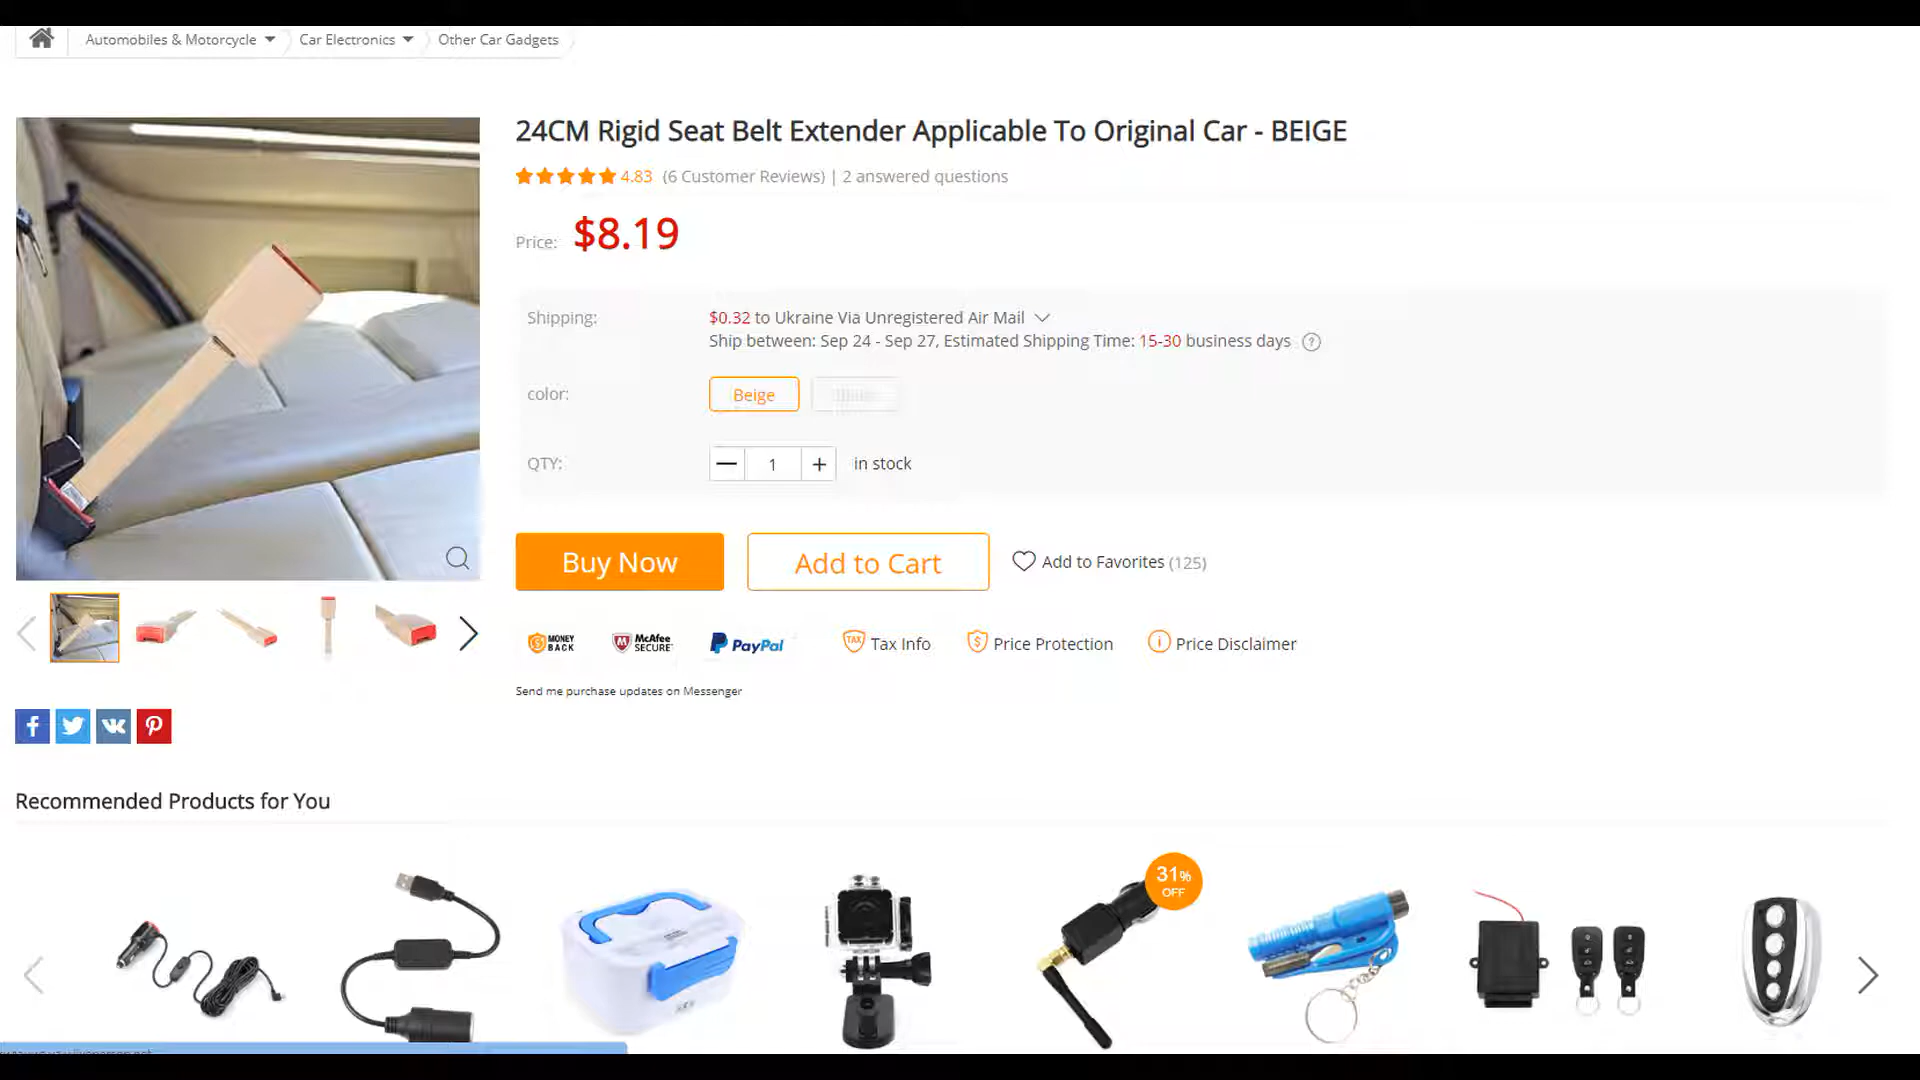 Automobiles & Motorcycle
Car Electronics
Other Car Gadgets
24CM Rigid Seat Belt Extender Applicable To Original Car - BEIGE
4.83 (6 Customer Reviews) | 2 answered questions
Price: $8.19
Shipping: $0.32 to Ukraine Via Unregistered Air Mail
Ship between: Sep 24 - Sep 27, Estimated Shipping Time: 15-30 business days ?
color: Beige
QTY: 1 in stock
Buy Now
Add to Cart
Add to Favorites (125)
MONEY BACK
McAfee SECURE
PayPal
TAX Tax Info
Price Protection
Price Disclaimer
Send me purchase updates on Messenger
Recommended Products for You
31% OFF